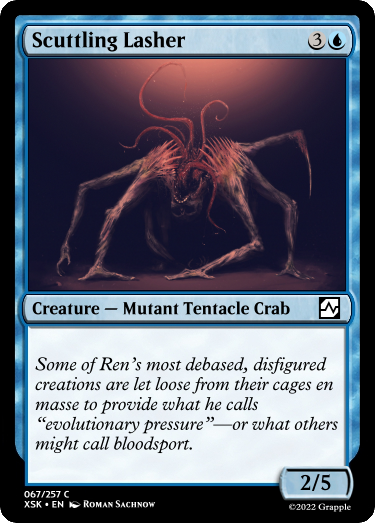 Scuttling Lasher 3
Creature — Mutant Tentacle Crab
Some of Ren's most debased, disfigured
creations are let loose from their cages en
masse to provide what he calls
“evolutionary pressure”—or what others
might call bloodsport.
2/5
067/257 C
XSK • EN Roman Sachnow
©2022 Grapple